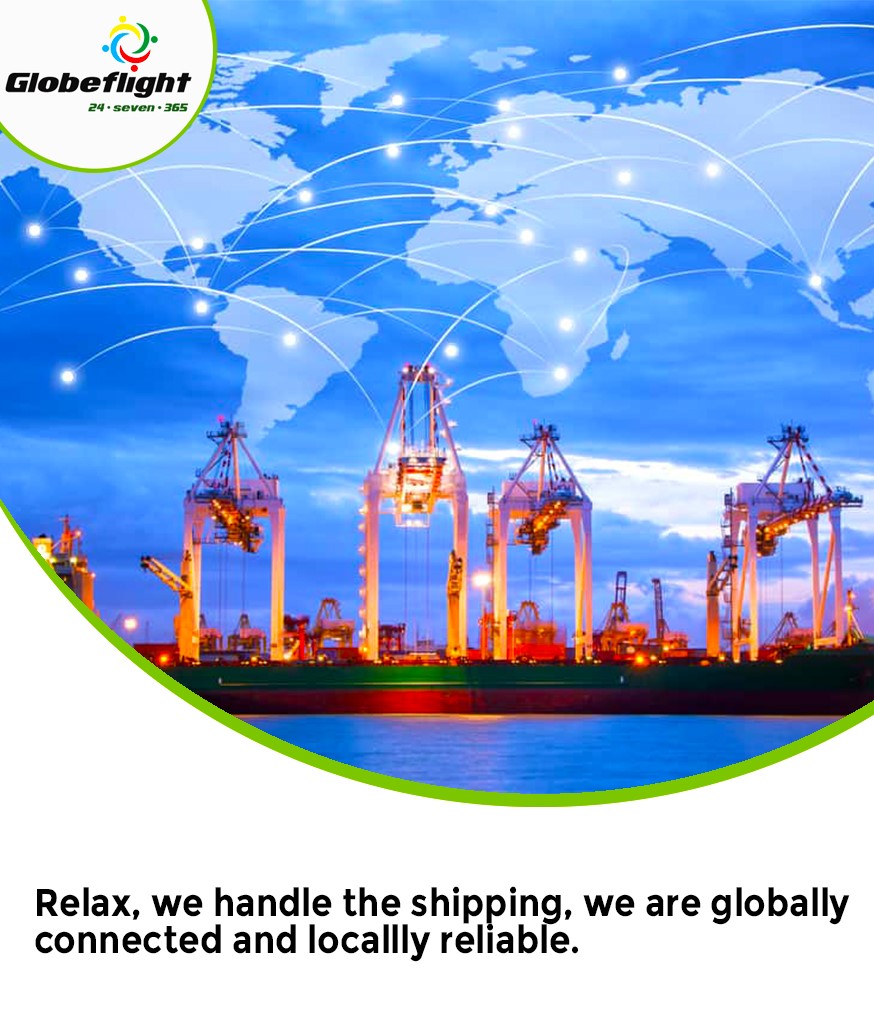 Globeflight
24 · seven · 365
Relax, we handle the shipping, we are globally
connected and locallly reliable.